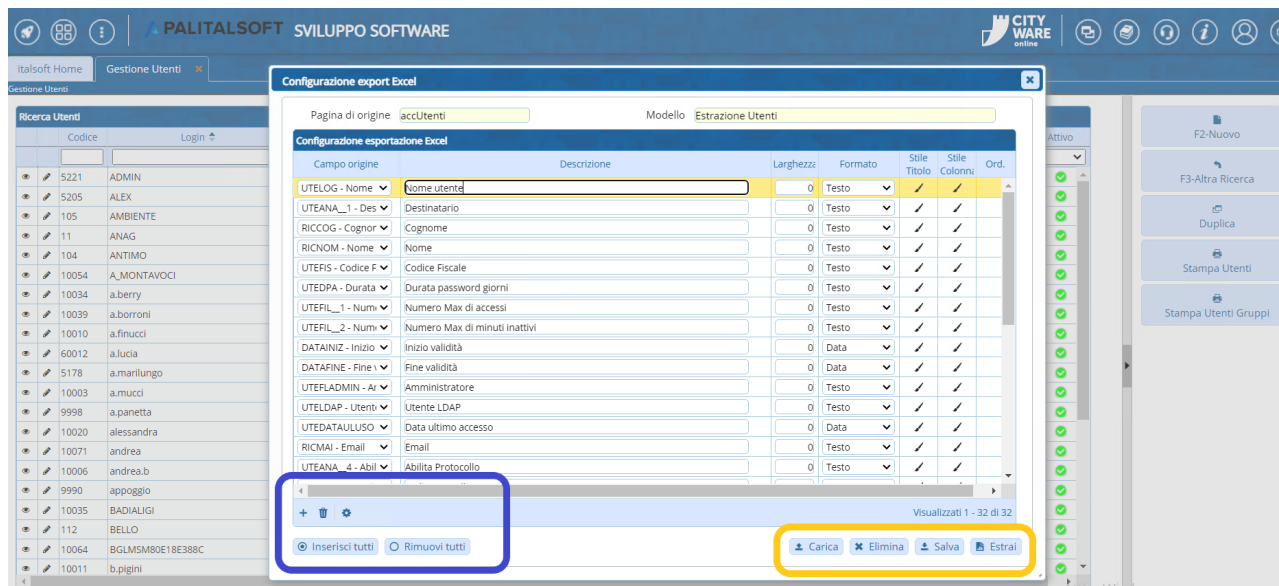 PALITALSOFT SVILUPPO SOFTWARE
CITY
WARE
online
italsoft Home
Gestione Utenti
Gestione Utenti
Configurazione export Excel
Pagina di origine accUtenti Modello Estrazione Utenti
Configurazione esportazione Excel
Campo origine Descrizione Larghezza Formato Stile Titolo Stile Colonna Ord.
UTELOG - Nome Nome utente 0 Testo
UTEANA__1 - Des Destinatario 0 Testo
RICCOG - Cognor Cognome 0 Testo
RICNOM - Nome Nome 0 Testo
UTEFIS - Codice F Codice Fiscale 0 Testo
UTEDPA - Durata Durata password giorni 0 Testo
UTEFIL__1 - Num Numero Max di accessi 0 Testo
UTEFIL__2 - Num Numero Max di minuti inattivi 0 Testo
DATAINIZ - Inizio Inizio validità 0 Data
DATAFINE - Fine Fine validità 0 Data
UTEFLADMIN - Ar Amministratore 0 Testo
UTELDAP - Utent Utente LDAP 0 Testo
UTEDATAULUSO Data ultimo accesso 0 Data
RICMAI - Email Email 0 Testo
UTEANA__4 - Abil Abilita Protocollo 0 Testo
Visualizzati 1 - 32 di 32
Inserisci tutti Rimuovi tutti Carica Elimina Salva Estrai
Ricerca Utenti
Codice Login Attivo
5221 ADMIN
5205 ALEX
105 AMBIENTE
11 ANAG
104 ANTIMO
10054 A_MONTAVOCI
10034 a.berry
10039 a.borroni
10010 a.finucci
60012 a.lucia
5178 a.marilungo
10003 a.mucci
9998 a.panetta
10020 alessandra
10071 andrea
10006 andrea.b
9990 appoggio
10035 BADIALIGI
112 BELLO
10064 BGLMSM80E18E388C
10011 b.pigini
F2-Nuovo
F3-Altra Ricerca
Duplica
Stampa Utenti
Stampa Utenti Gruppi